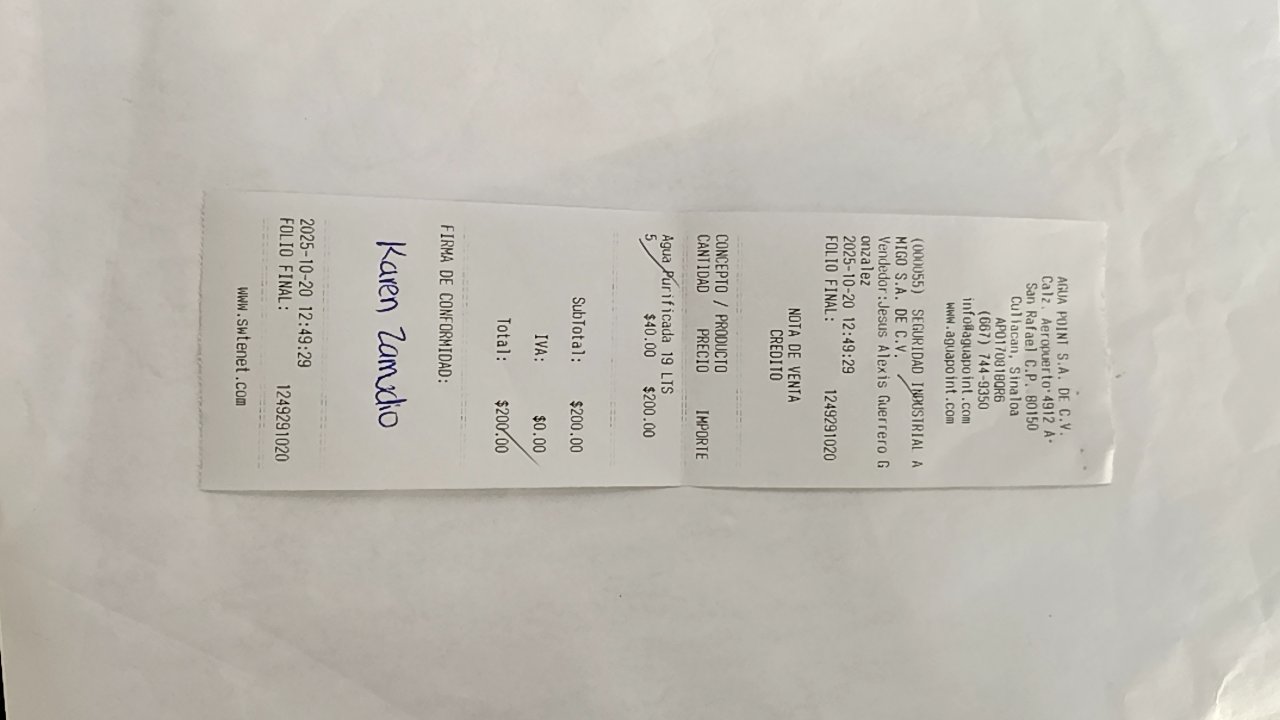 AGUA POINT S.A. DE C.V.
Calz. Aeropuerto 4912 A-
San Rafael C.P. 80150
Culiacan, Sinaloa
APO170818QR6
(667) 744-9350
info@aguapoint.com
www.aguapoint.com
(000055) SEGURIDAD INDUSTRIAL A
MIGO S.A. DE C.V.
Vendedor:Jesus Alexis Guerrero G
onzalez
2025-10-20 12:49:29
FOLIO FINAL: 1249291020
NOTA DE VENTA
CREDITO
CONCEPTO / PRODUCTO
CANTIDAD PRECIO IMPORTE
Agua Purificada 19 LTS
5 $40.00 $200.00
SubTotal: $200.00
IVA: $0.00
Total: $200.00
FIRMA DE CONFORMIDAD:
Karen Zamudio
2025-10-20 12:49:29
FOLIO FINAL: 1249291020
www.swtenet.com